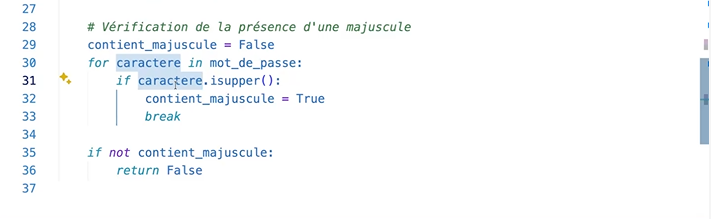 27
28 # Vérification de la présence d'une majuscule
29 contient_majuscule = False
30 for caractere in mot_de_passe:
31 if caractere.isupper():
32 contient_majuscule = True
33 break
34
35 if not contient_majuscule:
36 return False
37